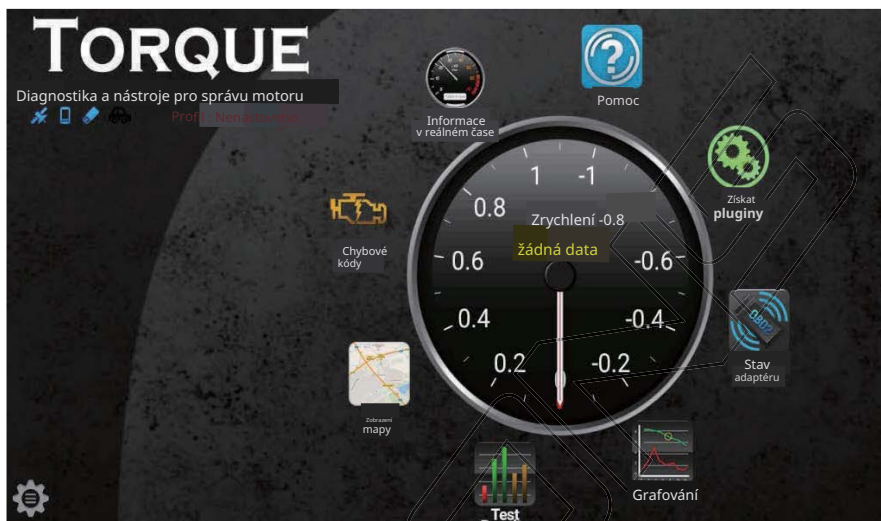 TORQUE
Diagnostika a nástroje pro správu motoru
Informace
v reálném čase
Pomoc
Získat
pluginy
Chybové
kódy
1
-1
0.8
Zrychlení -0.8
žádná data
0.6
-0.6
0.4
-0.4
0.2
-0.2
0
Stav
adaptéru
Zobrazení
mapy
Grafování
Test